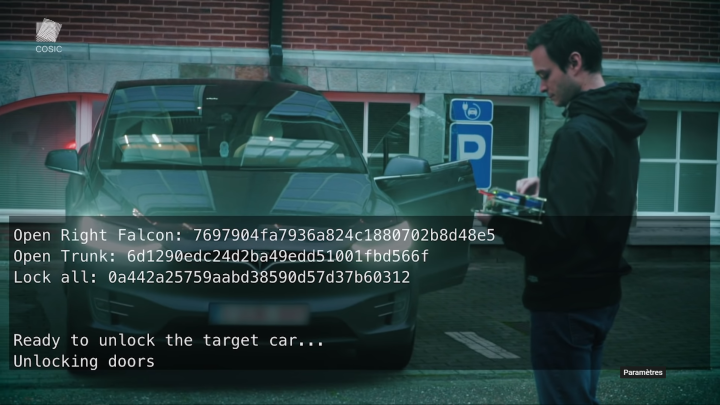 COSIC
P
Open Right Falcon: 7697904fa7936a824c1880702b8d48e5
Open Trunk: 6d1290edc24d2ba49edd51001fbd566f
Lock all: 0a442a25759aabd38590d57d37b60312
Ready to unlock the target car...
Unlocking doors
Paramètres